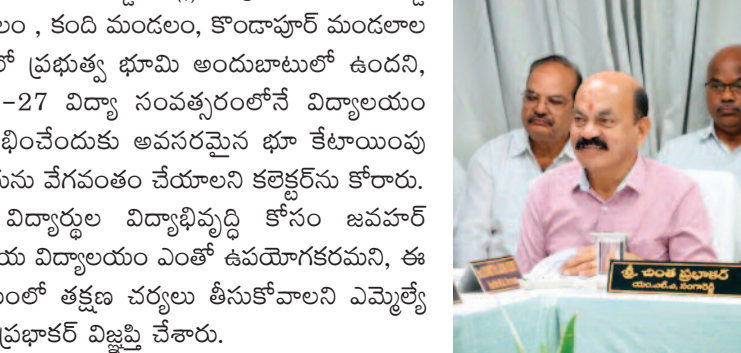 కంది మండలం, కొండాపూర్ మండలాల
ప్రభుత్వ భూమి అందుబాటులో ఉందని,
-27 విద్యా సంవత్సరంలోనే విద్యాలయం
అవసరమైన భూ కేటాయింపు
వేగవంతం చేయాలని కలెక్టర్‌ను కోరారు.
విద్యార్థుల విద్యాభివృద్ధి కోసం జవహర్
విద్యాలయం ఎంతో ఉపయోగకరమని, ఈ
తక్షణ చర్యలు తీసుకోవాలని ఎమ్మెల్యే
ప్రభాకర్ విజ్ఞప్తి చేశారు.
శ్రీ. చింత ప్రభాకర్
యం.ఎల్.ఏ, సంగారెడ్డి